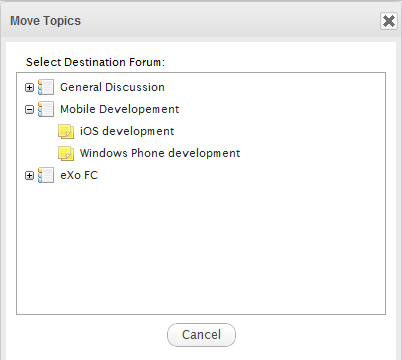 Move Topics
Select Destination Forum:
General Discussion
Mobile Developement
iOS development
Windows Phone development
eXo FC
Cancel